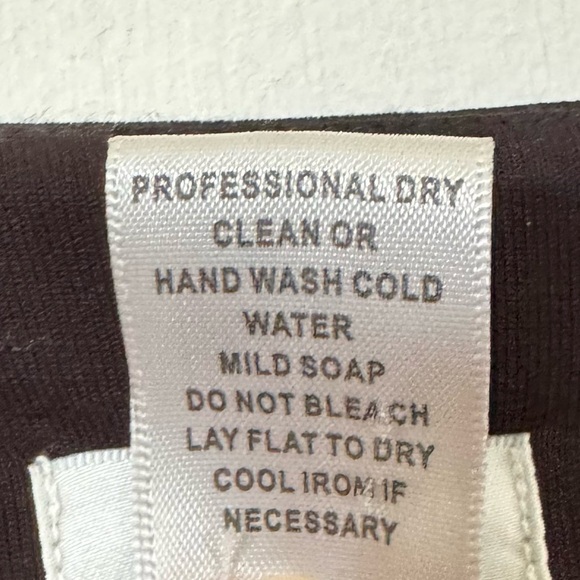 PROFESSIONAL DRY
CLEAN OR
HAND WASH COLD
WATER
MILD SOAP
DO NOT BLEACH
LAY FLAT TO DRY
COOL IROM IF
NECESSARY